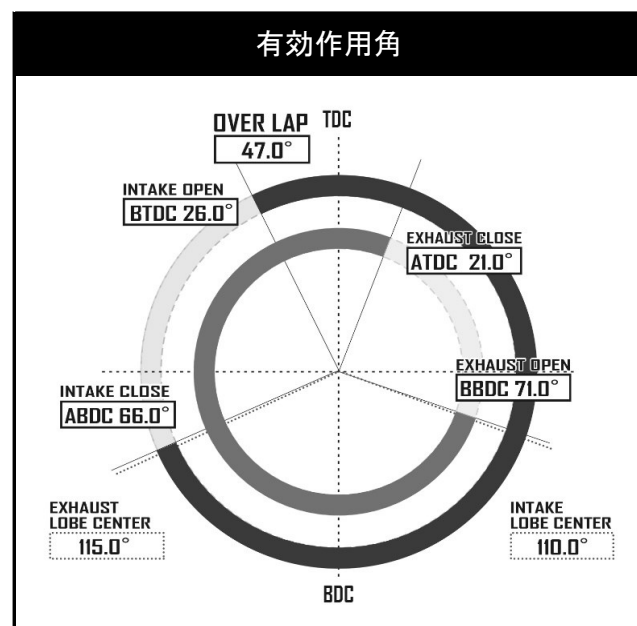 有効作用角
OVER LAP
47.0°
TDC
INTAKE OPEN
BTDC 26.0°
EXHAUST CLOSE
ATDC 21.0°
EXHAUST OPEN
BBDC 71.0°
INTAKE CLOSE
ABDC 66.0°
EXHAUST
LOBE CENTER
115.0°
INTAKE
LOBE CENTER
110.0°
BDC